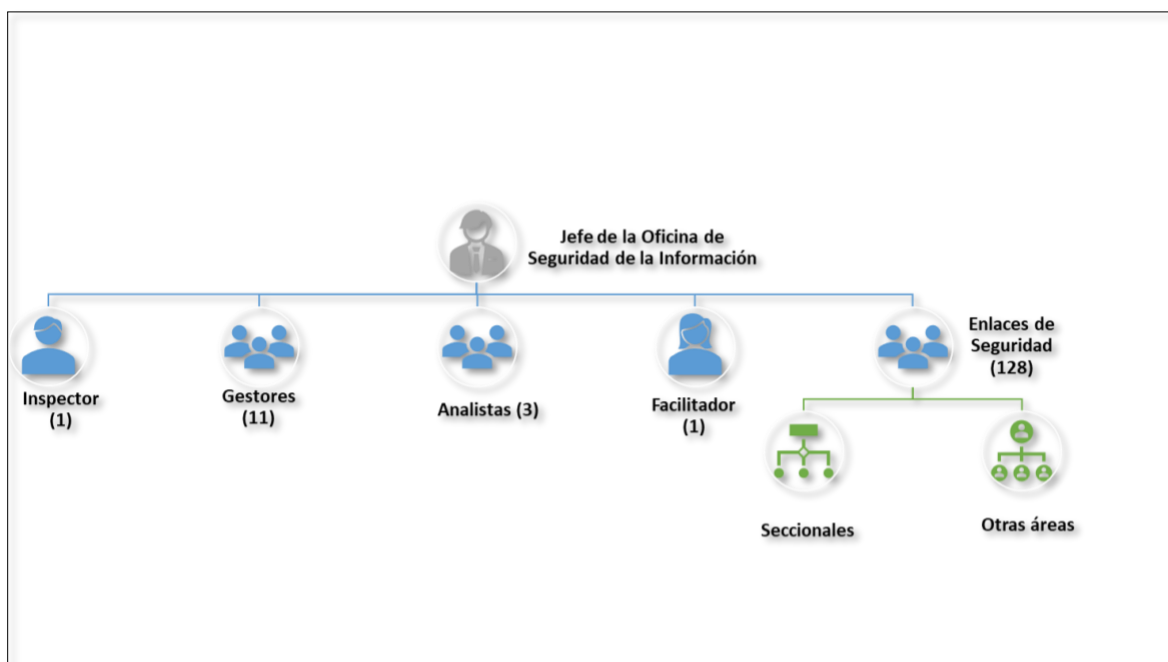 Jefe de la Oficina de
Seguridad de la Información
Inspector
(1)
Gestores
(11)
Analistas (3)
Facilitador
(1)
Enlaces de
Seguridad
(128)
Seccionales
Otras áreas